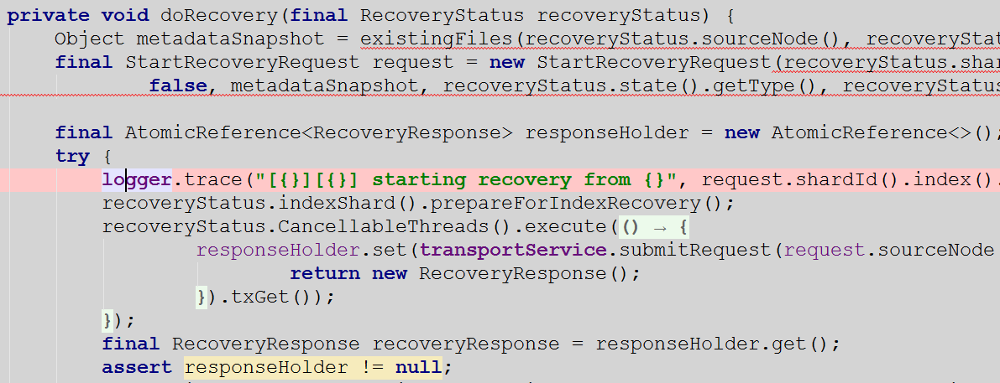 private void doRecovery(final RecoveryStatus recoveryStatus) {
Object metadataSnapshot = existingFiles(recoveryStatus.sourceNode(), recoveryStat
final StartRecoveryRequest request = new StartRecoveryRequest(recoveryStatus.shar
false, metadataSnapshot, recoveryStatus.state().getType(), recoveryStatus
final AtomicReference<RecoveryResponse> responseHolder = new AtomicReference<>();
try {
logger.trace("[{}][{}] starting recovery from {}", request.shardId().index().
recoveryStatus.indexShard().prepareForIndexRecovery();
recoveryStatus.CancellableThreads().execute(() → {
responseHolder.set(transportService.submitRequest(request.sourceNode
return new RecoveryResponse();
}).txGet());
});
final RecoveryResponse recoveryResponse = responseHolder.get();
assert responseHolder != null;